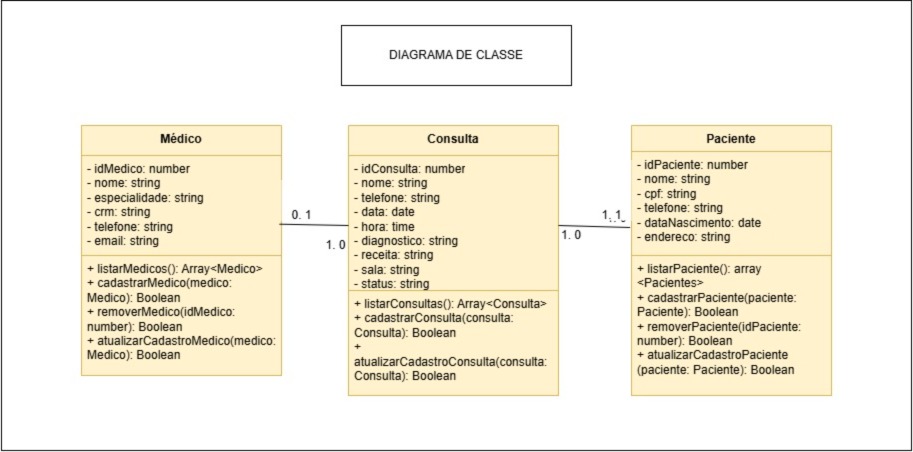 DIAGRAMA DE CLASSE
Médico
- idMedico: number
- nome: string
- especialidade: string
- crm: string
- telefone: string
- email: string
+ listarMedicos(): Array<Medico>
+ cadastrarMedico(medico:
Medico): Boolean
+ removerMedico(idMedico:
number): Boolean
+ atualizarCadastroMedico(medico:
Medico): Boolean
0. 1
1. 0
Consulta
- idConsulta: number
- nome: string
- telefone: string
- data: date
- hora: time
- diagnostico: string
- receita: string
- sala: string
- status: string
+ listarConsultas(): Array<Consulta>
+ cadastrarConsulta(consulta:
Consulta): Boolean
+
atualizarCadastroConsulta(consulta:
Consulta): Boolean
1. 1
1. 0
Paciente
- idPaciente: number
- nome: string
- cpf: string
- telefone: string
- dataNascimento: date
- endereco: string
+ listarPaciente(): array
<Pacientes>
+ cadastrarPaciente(paciente:
Paciente): Boolean
+ removerPaciente(idPaciente:
number): Boolean
+ atualizarCadastroPaciente
(paciente: Paciente): Boolean